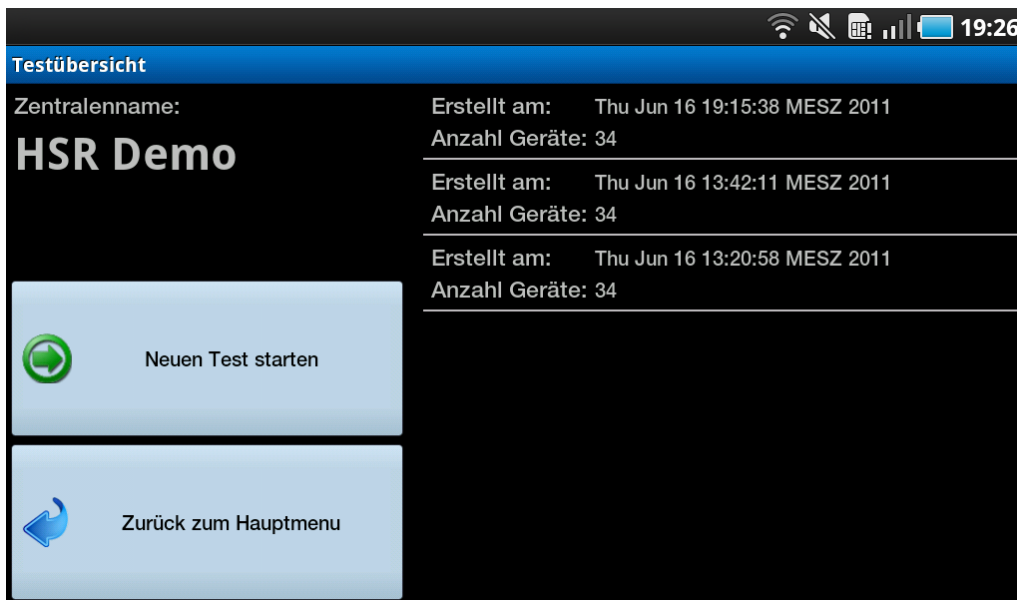 19:26
Testübersicht
Zentralenname:
HSR Demo
Neuen Test starten
Zurück zum Hauptmenu
Erstellt am: Thu Jun 16 19:15:38 MESZ 2011
Anzahl Geräte: 34
Erstellt am: Thu Jun 16 13:42:11 MESZ 2011
Anzahl Geräte: 34
Erstellt am: Thu Jun 16 13:20:58 MESZ 2011
Anzahl Geräte: 34